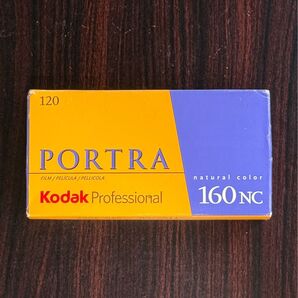 120
PORTRA
FILM / PELÍCULA / PELLICOLA
natural color
Kodak Professional
160NC